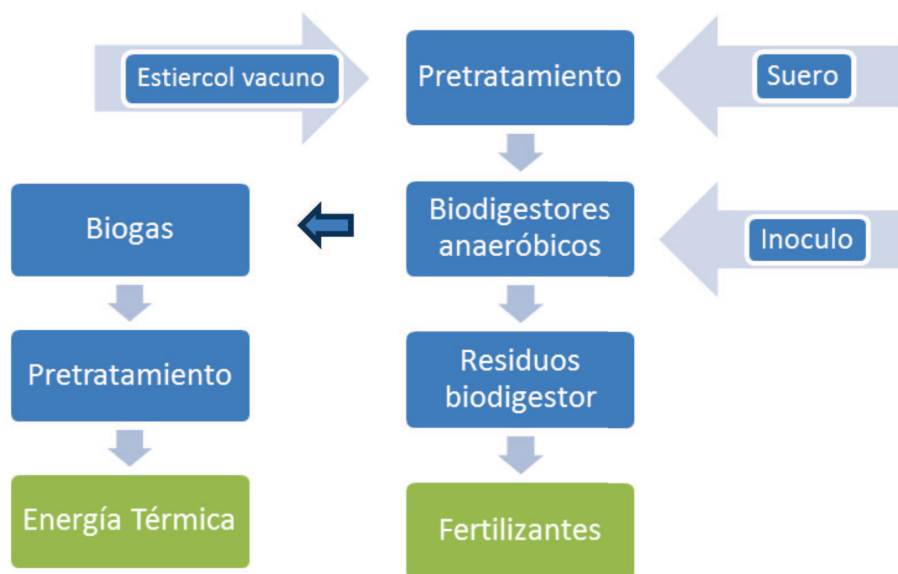 Estiercol vacuno
Pretratamiento
Suero
Biogas
Biodigestores
anaeróbicos
Inoculo
Pretratamiento
Residuos
biodigestor
Energía Térmica
Fertilizantes